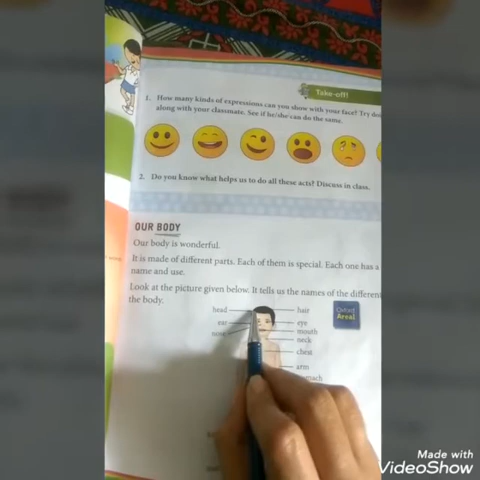 Take-off!
1. How many kinds of expressions can you show with your face? Try
along with your classmate. See if he/she can do the same.
2. Do you know what helps us to do all these acts? Discuss in class.
OUR BODY
Our body is wonderful.
It is made of different parts. Each of them is special. Each one has a
name and use.
Look at the picture given below. It tells us the names of the different
the body.
head hair
ear eye
mouth
nose neck
chest
arm
Made with
VideoShow